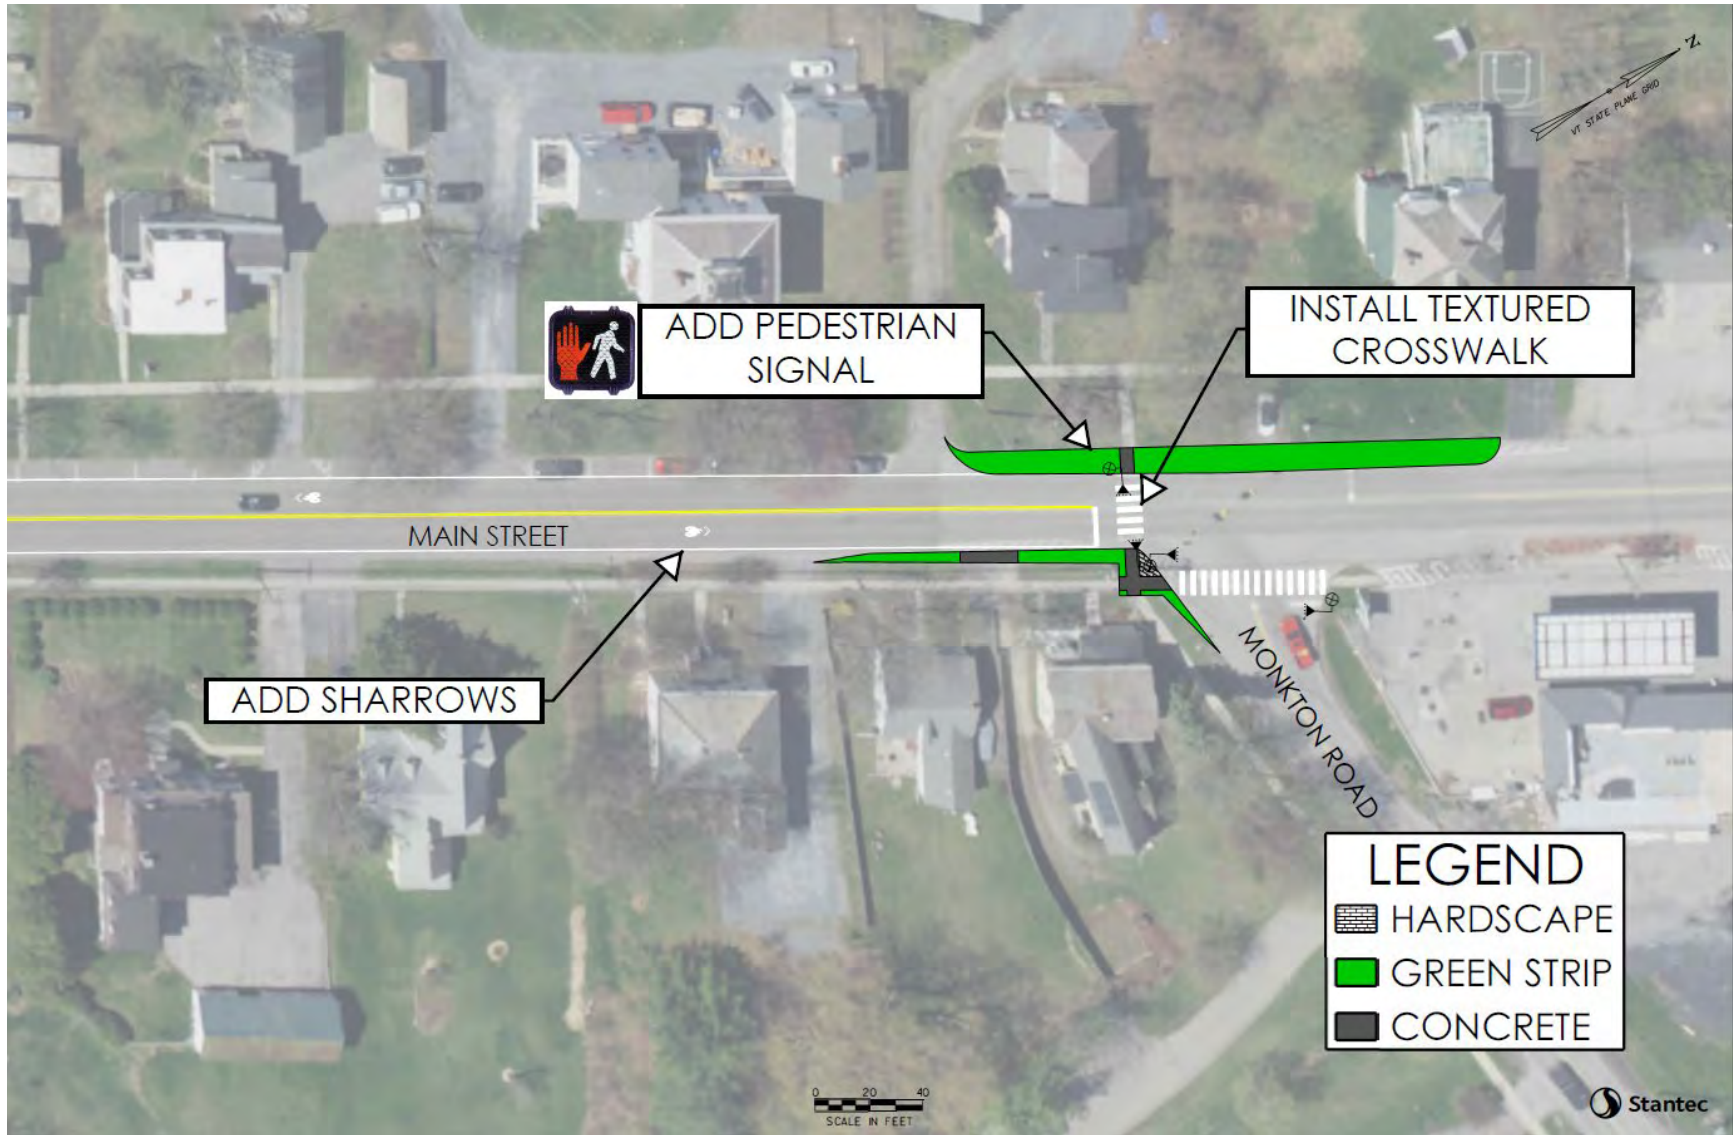 N
VT STATE PLANE GRID
ADD PEDESTRIAN
SIGNAL
INSTALL TEXTURED
CROSSWALK
MAIN STREET
ADD SHARROWS
MONKTON ROAD
LEGEND
HARDSCAPE
GREEN STRIP
CONCRETE
0 20 40
SCALE IN FEET
Stantec